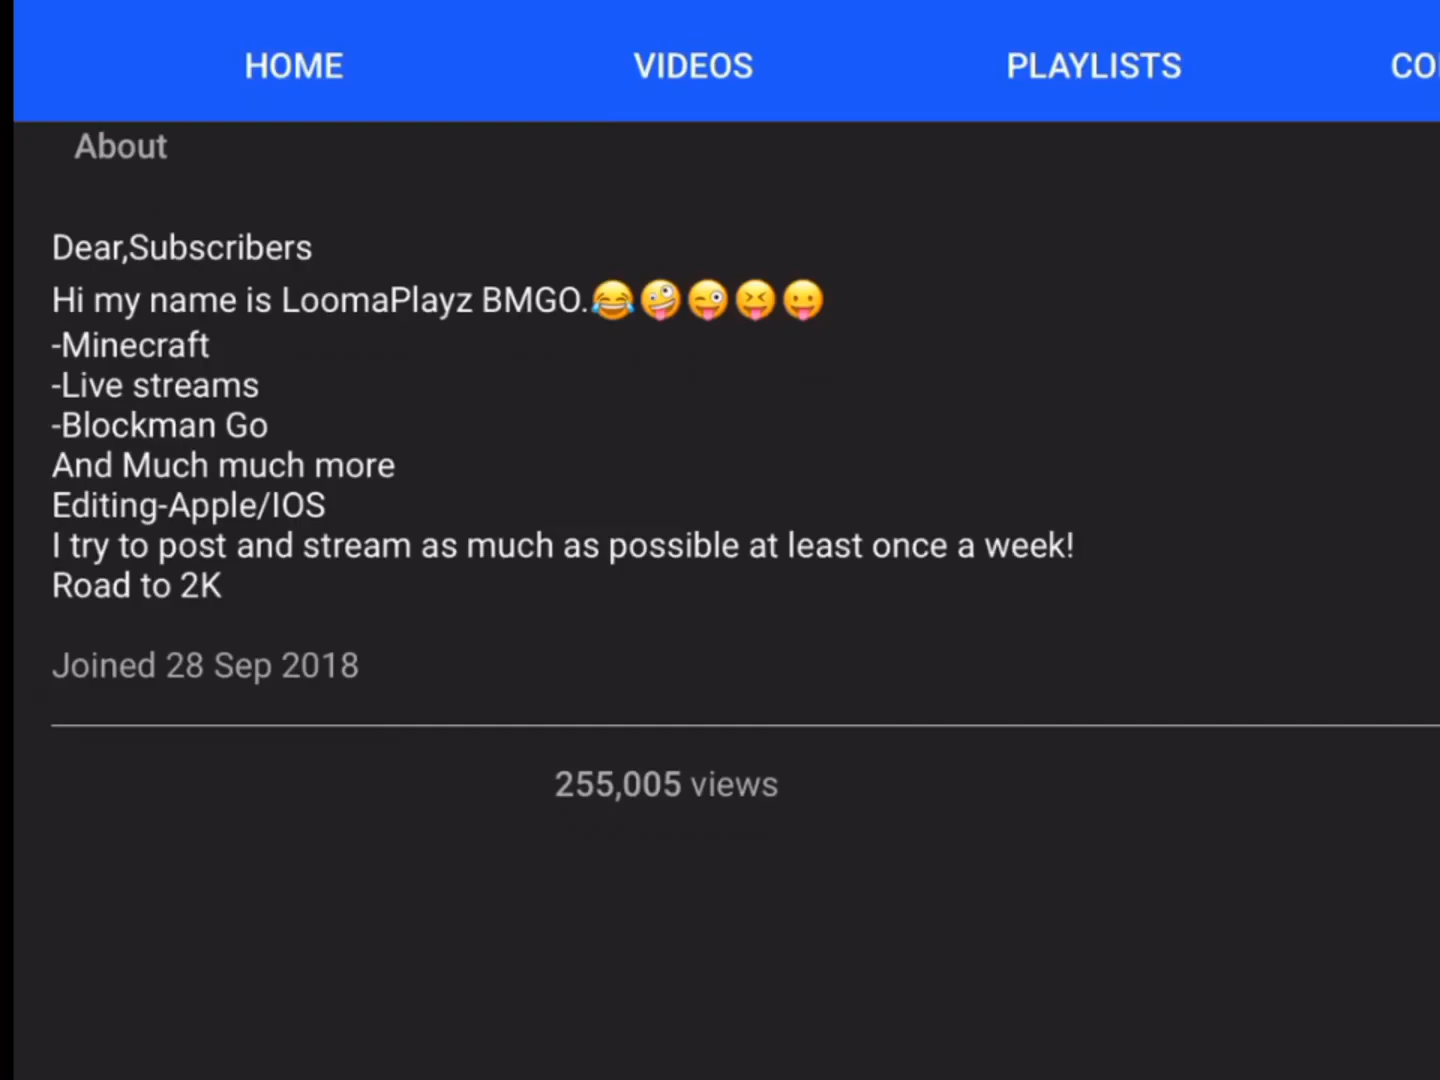 HOME VIDEOS PLAYLISTS
About
Dear,Subscribers
Hi my name is LoomaPlayz BMGO.😂🤪😜😝😛
-Minecraft
-Live streams
-Blockman Go
And Much much more
Editing-Apple/IOS
I try to post and stream as much as possible at least once a week!
Road to 2K
Joined 28 Sep 2018
255,005 views